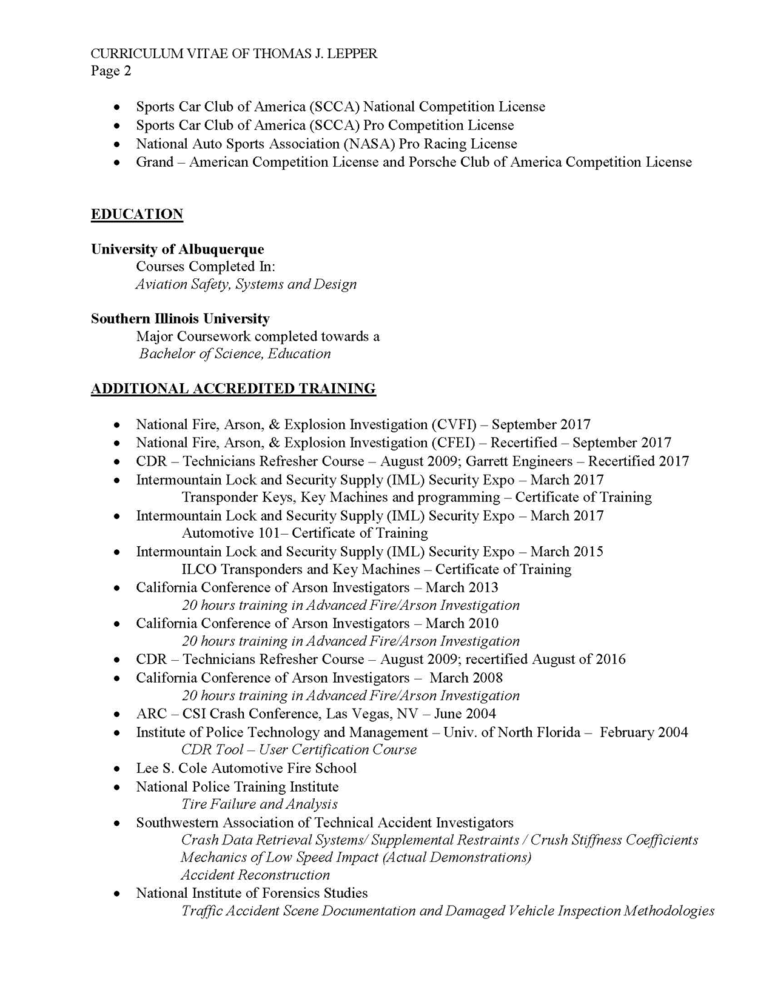 CURRICULUM VITAE OF THOMAS J. LEPPER
Page 2
• Sports Car Club of America (SCCA) National Competition License
• Sports Car Club of America (SCCA) Pro Competition License
• National Auto Sports Association (NASA) Pro Racing License
• Grand – American Competition License and Porsche Club of America Competition License
EDUCATION
University of Albuquerque
Courses Completed In:
Aviation Safety, Systems and Design
Southern Illinois University
Major Coursework completed towards a
Bachelor of Science, Education
ADDITIONAL ACCREDITED TRAINING
• National Fire, Arson, & Explosion Investigation (CVFI) – September 2017
• National Fire, Arson, & Explosion Investigation (CFEI) – Recertified – September 2017
• CDR – Technicians Refresher Course – August 2009; Garrett Engineers – Recertified 2017
• Intermountain Lock and Security Supply (IML) Security Expo – March 2017
Transponder Keys, Key Machines and programming – Certificate of Training
• Intermountain Lock and Security Supply (IML) Security Expo – March 2017
Automotive 101– Certificate of Training
• Intermountain Lock and Security Supply (IML) Security Expo – March 2015
ILCO Transponders and Key Machines – Certificate of Training
• California Conference of Arson Investigators – March 2013
20 hours training in Advanced Fire/Arson Investigation
• California Conference of Arson Investigators – March 2010
20 hours training in Advanced Fire/Arson Investigation
• CDR – Technicians Refresher Course – August 2009; recertified August of 2016
• California Conference of Arson Investigators – March 2008
20 hours training in Advanced Fire/Arson Investigation
• ARC – CSI Crash Conference, Las Vegas, NV – June 2004
• Institute of Police Technology and Management – Univ. of North Florida – February 2004
CDR Tool – User Certification Course
• Lee S. Cole Automotive Fire School
• National Police Training Institute
Tire Failure and Analysis
• Southwestern Association of Technical Accident Investigators
Crash Data Retrieval Systems/ Supplemental Restraints / Crush Stiffness Coefficients
Mechanics of Low Speed Impact (Actual Demonstrations)
Accident Reconstruction
• National Institute of Forensics Studies
Traffic Accident Scene Documentation and Damaged Vehicle Inspection Methodologies